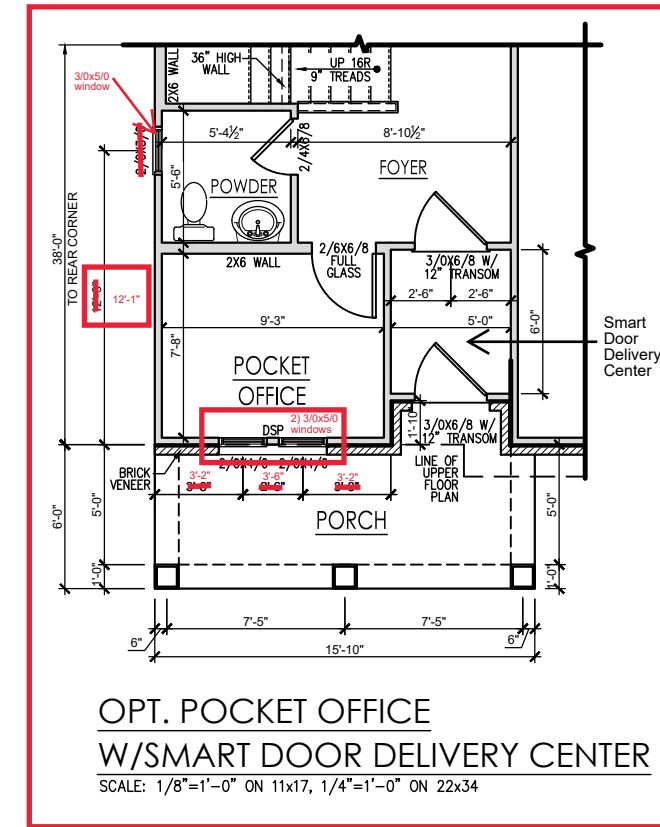 3/0x5/0
window
2X6 WALL
36" HIGH
WALL
UP 16R
9" TREADS
5'-4½"
2/4X6/8
8'-10½"
FOYER
5'-6"
POWDER
38'-0"
TO REAR CORNER
12'-1"
2X6 WALL
2/6X6/8
FULL
GLASS
3/0X6/8 W/
12" TRANSOM
2'-6"
2'-6"
9'-3"
5'-0"
6'-0"
7'-8"
Smart
Door
Delivery
Center
POCKET
OFFICE
2) 3/0x5/0
windows
DSP
1'-10"
3/0X6/8 W/
12" TRANSOM
BRICK
VENEER
3'-2"
3'-6"
3'-2"
LINE OF
UPPER
FLOOR
PLAN
PORCH
6'-0"
5'-0"
1'-0"
5'-0"
1'-0"
7'-5"
7'-5"
6"
6"
15'-10"
OPT. POCKET OFFICE
W/SMART DOOR DELIVERY CENTER
SCALE: 1/8"=1'-0" ON 11x17, 1/4"=1'-0" ON 22x34